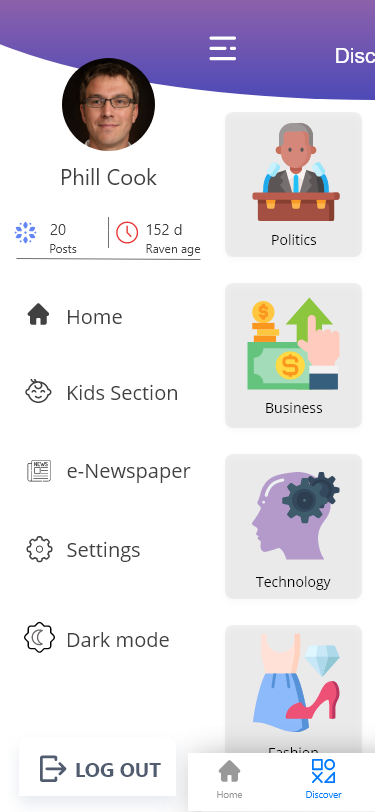 Disc
Phill Cook
20
Posts
152 d
Raven age
Home
Kids Section
NEWS
e-Newspaper
Settings
Dark mode
LOG OUT
Politics
Business
Technology
Fashion
Home
Discover